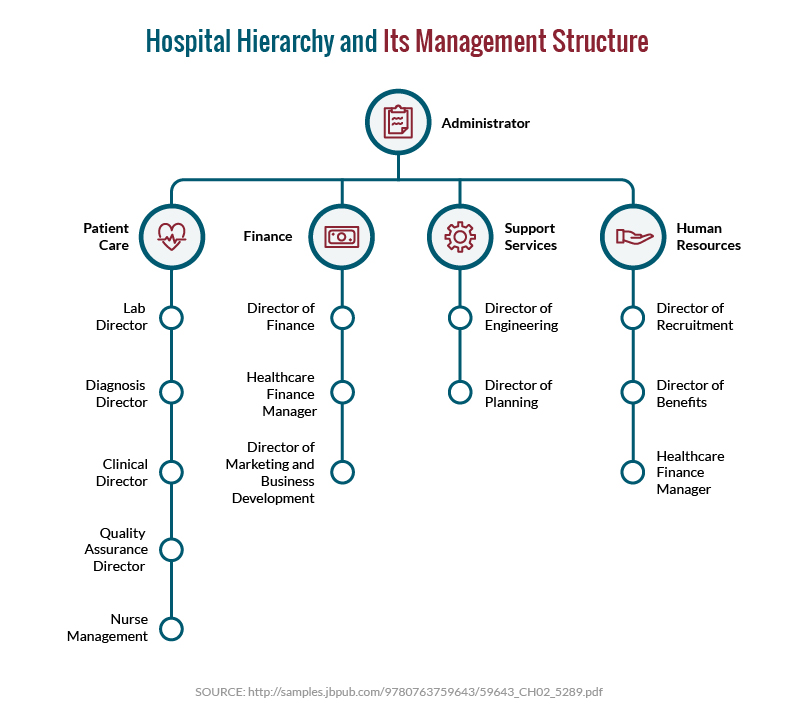 Hospital Hierarchy and Its Management Structure
Administrator
Patient
Care
Lab
Director
Diagnosis
Director
Clinical
Director
Quality
Assurance
Director
Nurse
Management
Finance
Director of
Finance
Healthcare
Finance
Manager
Director of
Marketing and
Business
Development
Support
Services
Director of
Engineering
Director of
Planning
Human
Resources
Director of
Recruitment
Director of
Benefits
Healthcare
Finance
Manager
SOURCE: http://samples.jbpub.com/9780763759643/59643_CH02_5289.pdf